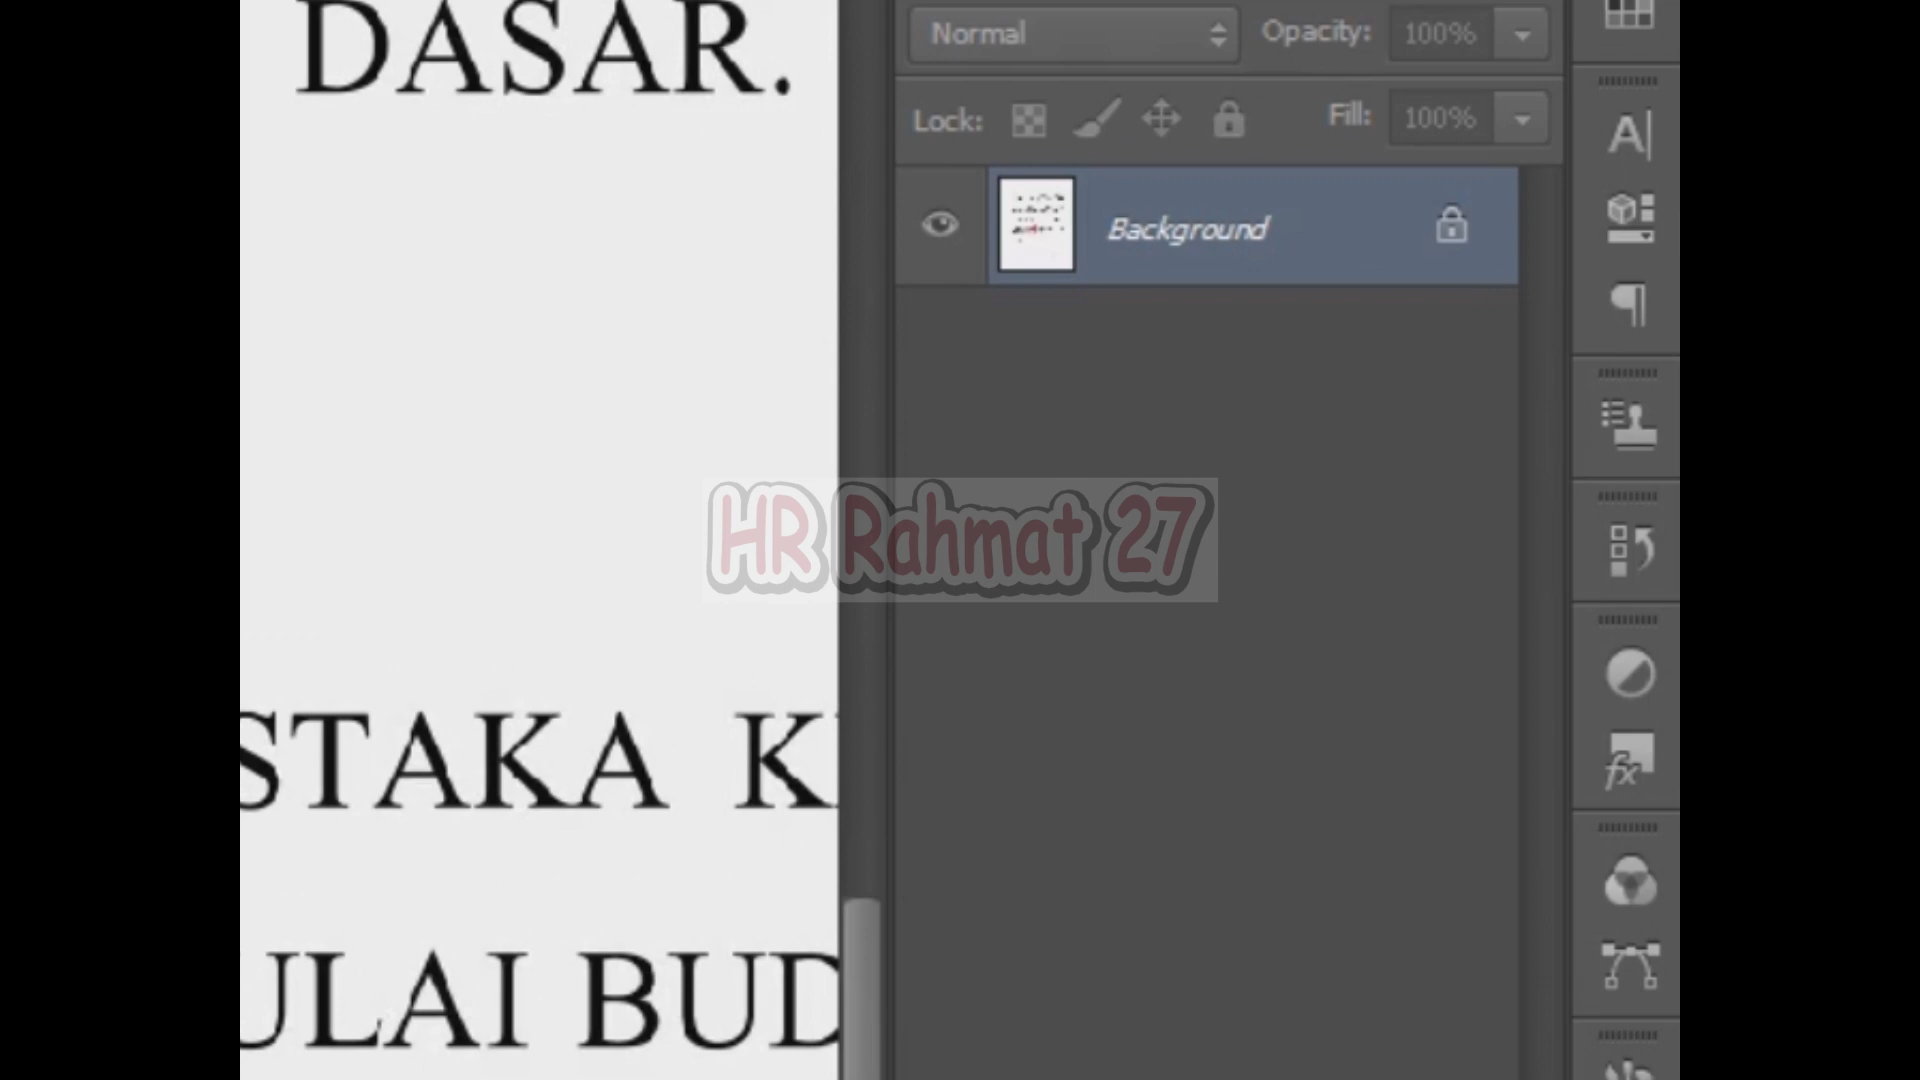 DASAR.
STAKA K
ULAI BUD
Normal
Opacity: 100%
Lock:
Fill: 100%
Background
HR Rahmat 27